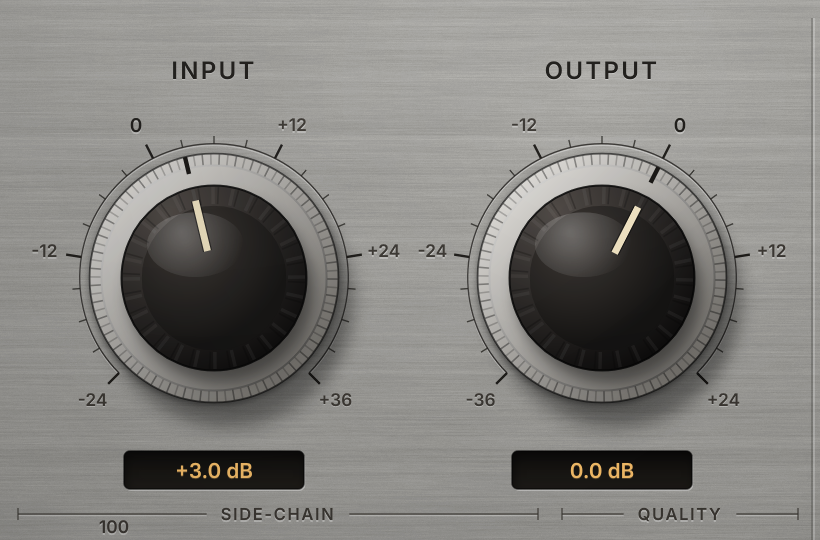 INPUT OUTPUT
0 +12 -12 0
-12 +24 -24 +12
-24 +36 -36 +24
+3.0 dB 0.0 dB
SIDE-CHAIN QUALITY
100